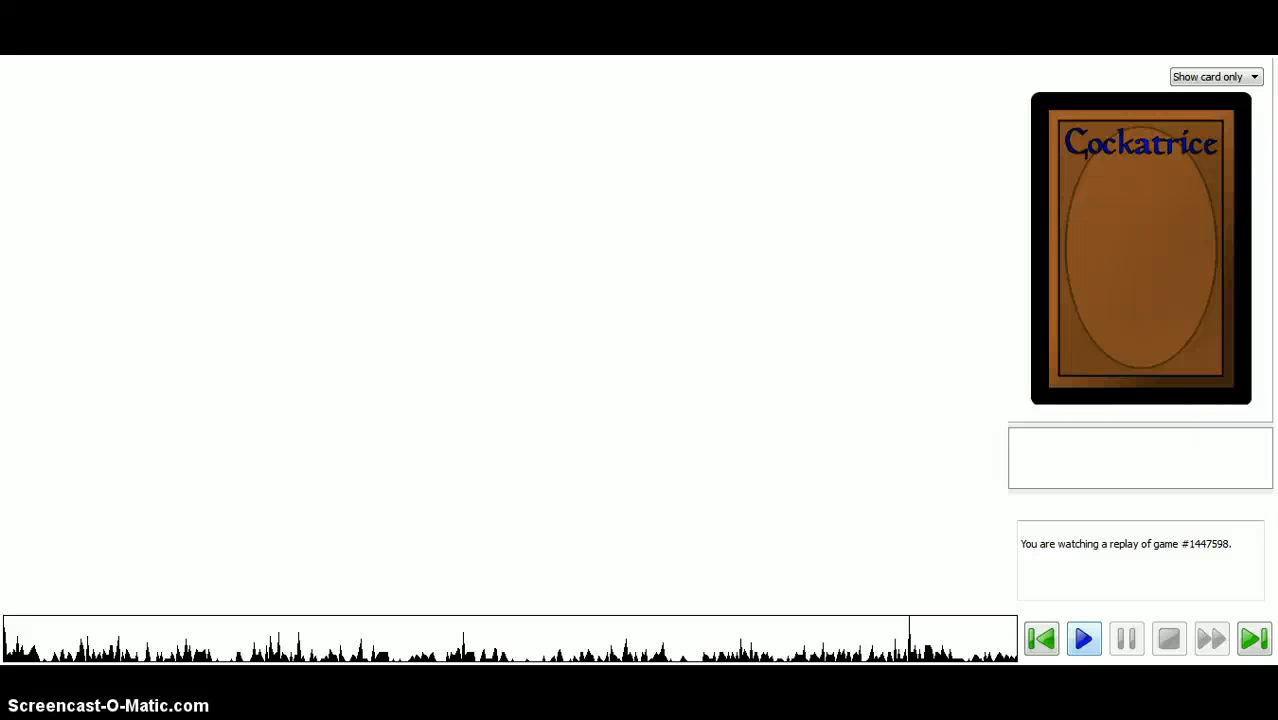 Show card only
Cockatrice
You are watching a replay of game #1447598.
Screencast-O-Matic.com